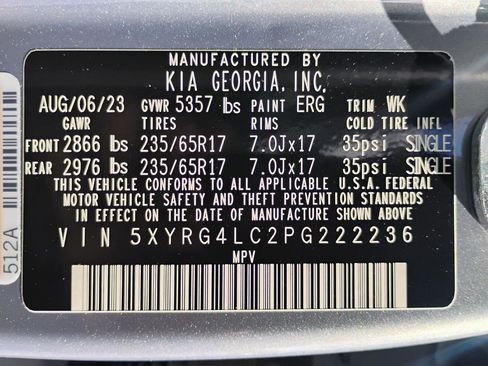 MANUFACTURED BY
KIA GEORGIA, INC.
AUG/06/23 GVWR 5357 lbs PAINT ERG TRIM WK
GAWR TIRES RIMS COLD TIRE INFL
FRONT 2866 lbs 235/65R17 7.0Jx17 35psi SINGLE
REAR 2976 lbs 235/65R17 7.0Jx17 35psi SINGLE
THIS VEHICLE CONFORMS TO ALL APPLICABLE U.S.A. FEDERAL
MOTOR VEHICLE SAFETY AND THEFT PREVENTION STANDARDS
IN EFFECT ON THE DATE OF MANUFACTURE SHOWN ABOVE
VIN 5XYRG4LC2PG222236
MPV
512A